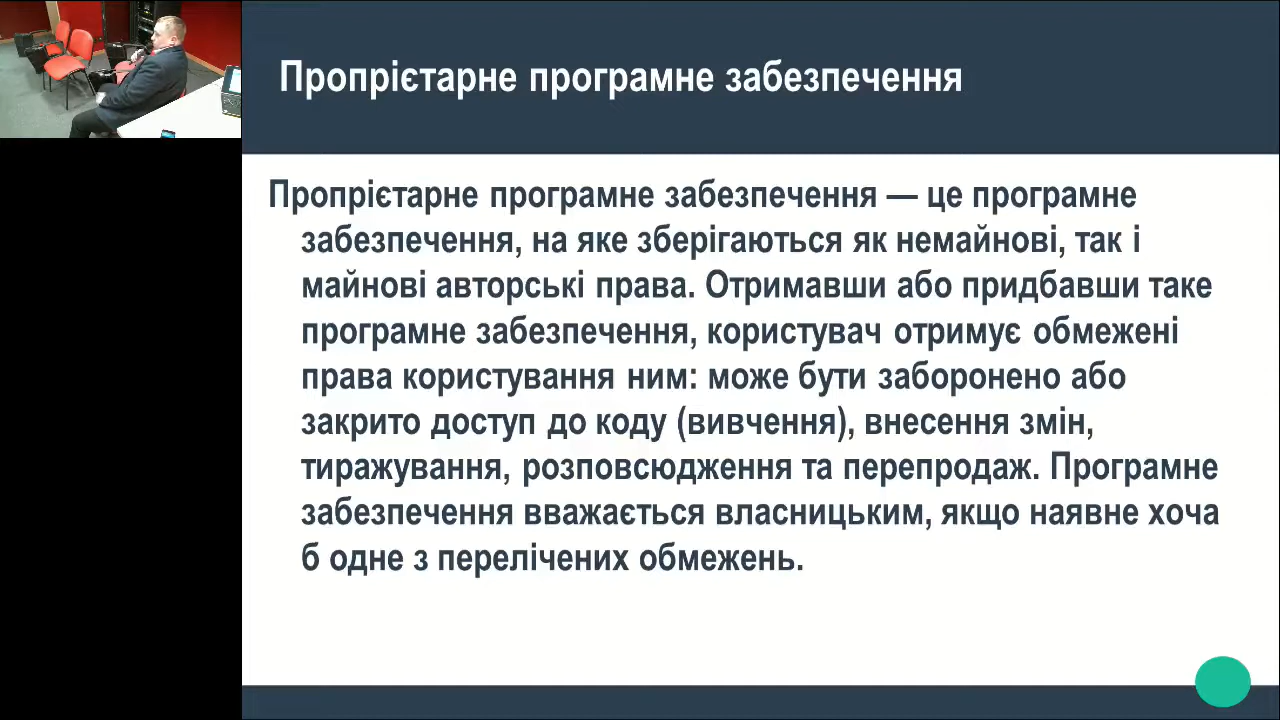 Пропрієтарне програмне забезпечення
Пропрієтарне програмне забезпечення — це програмне
забезпечення, на яке зберігаються як немайнові, так і
майнові авторські права. Отримавши або придбавши таке
програмне забезпечення, користувач отримує обмежені
права користування ним: може бути заборонено або
закрито доступ до коду (вивчення), внесення змін,
тиражування, розповсюдження та перепродаж. Програмне
забезпечення вважається власницьким, якщо наявне хоча
б одне з перелічених обмежень.